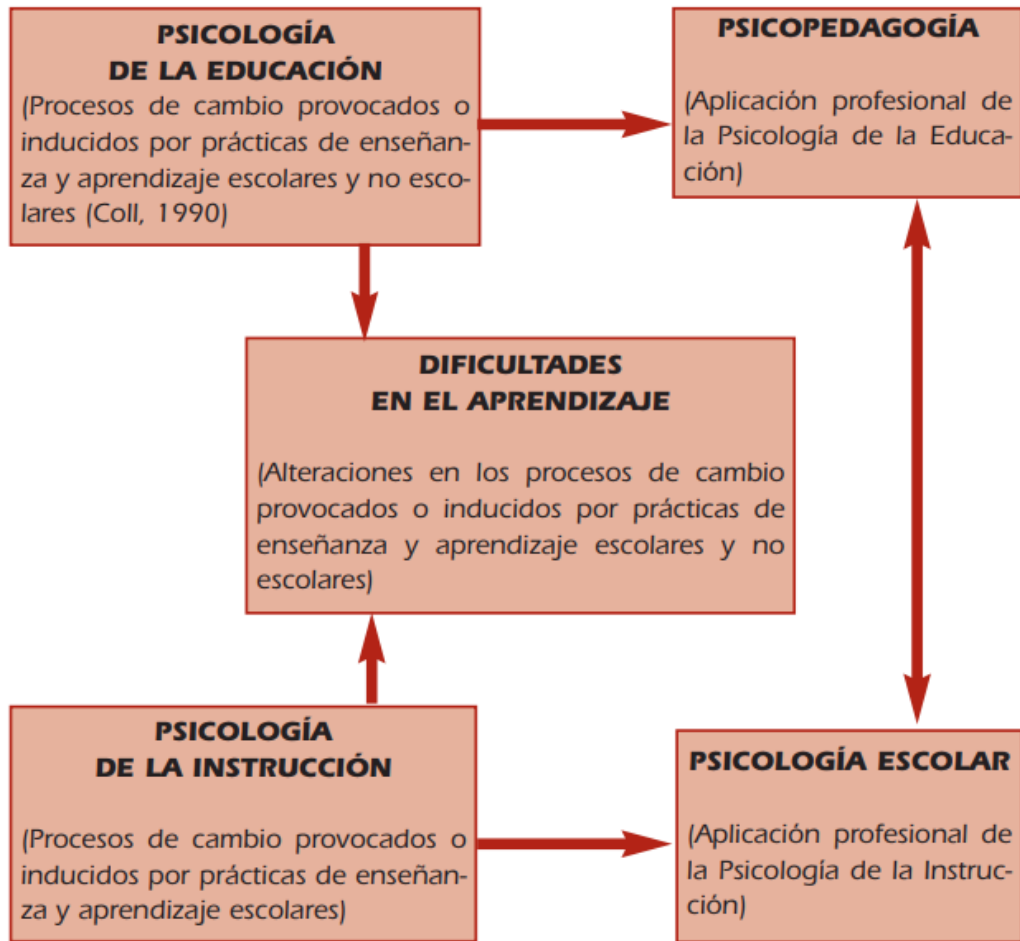 PSICOLOGÍA
DE LA EDUCACIÓN
(Procesos de cambio provocados o
inducidos por prácticas de enseñan-
za y aprendizaje escolares y no esco-
lares (Coll, 1990)
PSICOPEDAGOGÍA
(Aplicación profesional de
la Psicología de la Educa-
ción)
DIFICULTADES
EN EL APRENDIZAJE
(Alteraciones en los procesos de cambio
provocados o inducidos por prácticas de
enseñanza y aprendizaje escolares y no
escolares)
PSICOLOGÍA
DE LA INSTRUCCIÓN
(Procesos de cambio provocados o
inducidos por prácticas de enseñan-
za y aprendizaje escolares)
PSICOLOGÍA ESCOLAR
(Aplicación profesional de
la Psicología de la Instruc-
ción)